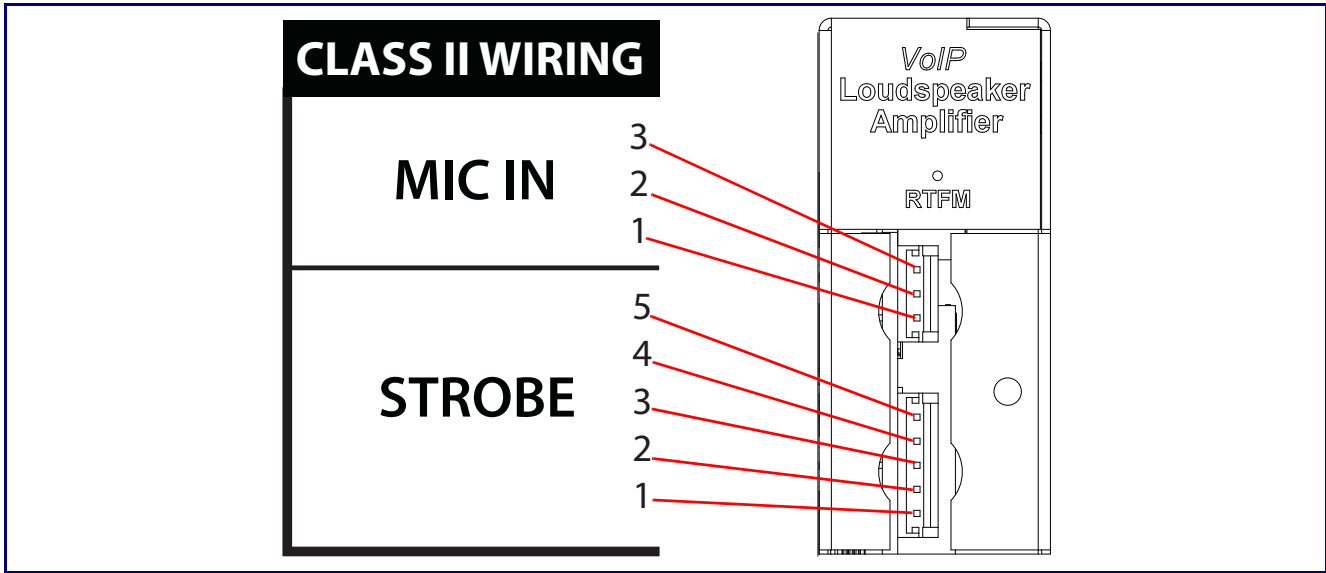 CLASS II WIRING
MIC IN
3
2
1
STROBE
5
4
3
2
1
VoIP
Loudspeaker
Amplifier
RTFM